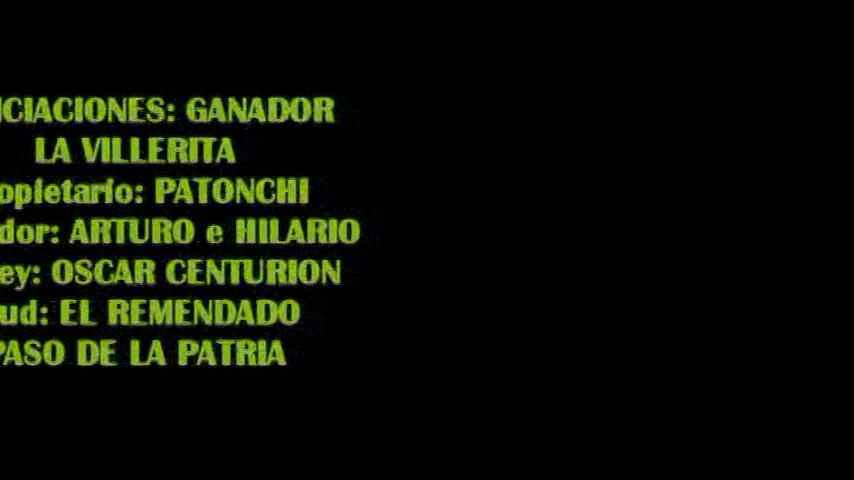 CIACIONES: GANADOR
LA VILLERITA
opietario: PATONCHI
dor: ARTURO e HILARIO
ey: OSCAR CENTURION
ud: EL REMENDADO
PASO DE LA PATRIA